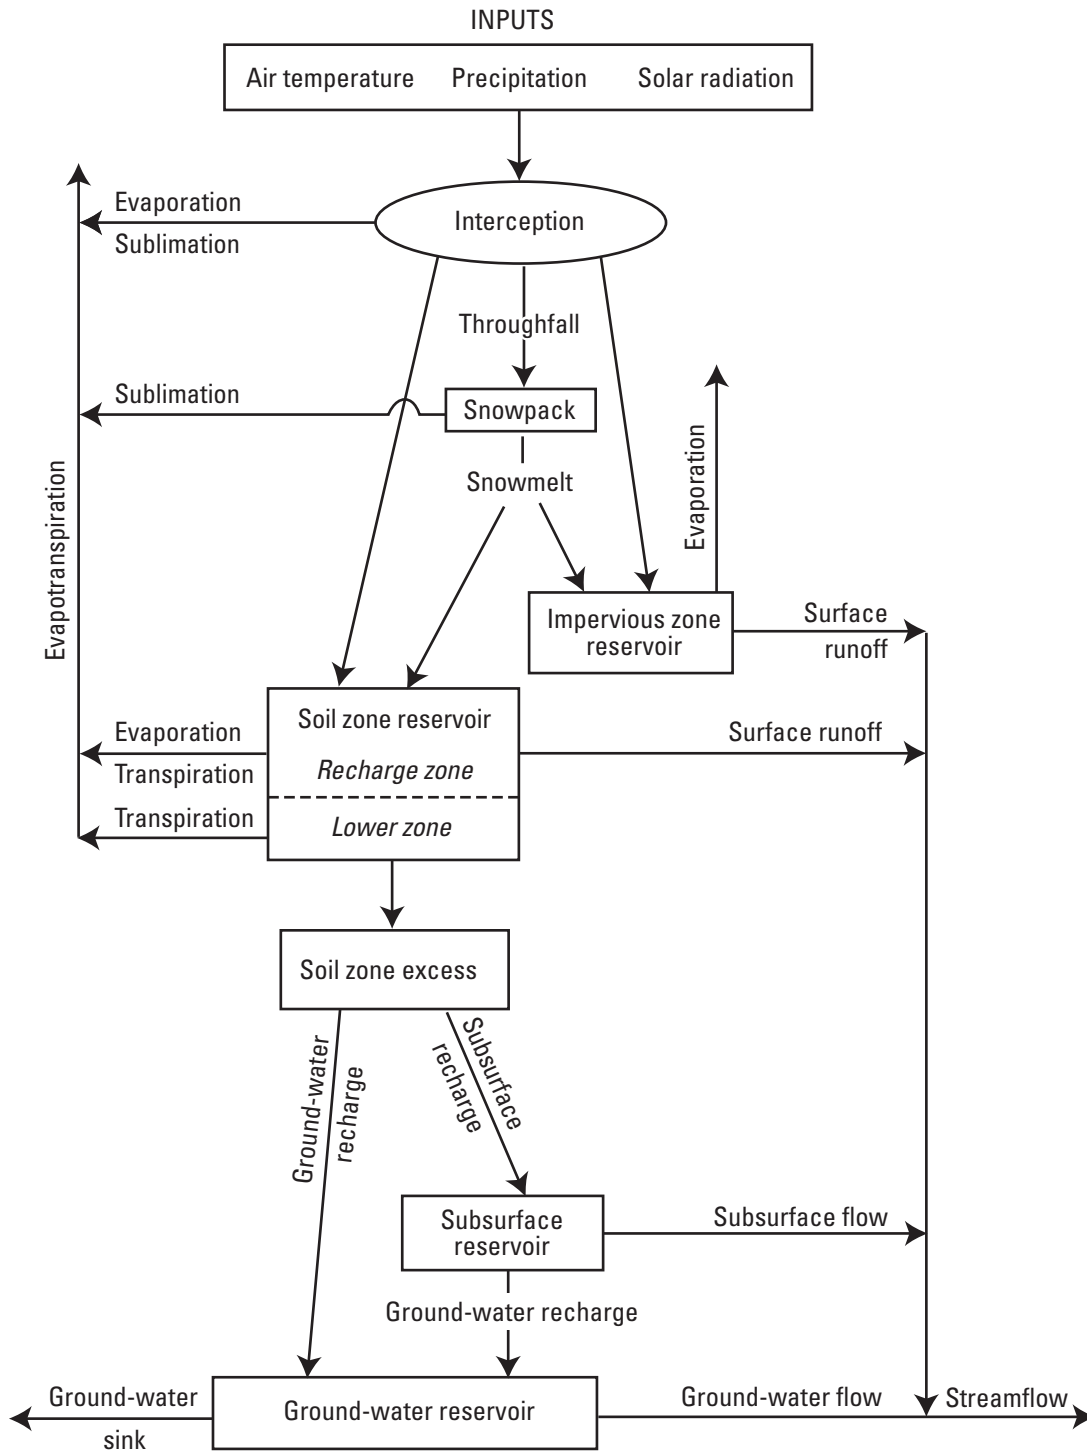 INPUTS
Air temperature Precipitation Solar radiation
Evaporation
Interception
Sublimation
Throughfall
Sublimation
Snowpack
Snowmelt
Evaporation
Evapotranspiration
Impervious zone
reservoir
Surface
runoff
Soil zone reservoir
Evaporation
Surface runoff
Recharge zone
Transpiration
Transpiration
Lower zone
Soil zone excess
Ground-water
recharge
Subsurface
recharge
Subsurface
reservoir
Subsurface flow
Ground-water recharge
Ground-water
sink
Ground-water reservoir
Ground-water flow
Streamflow